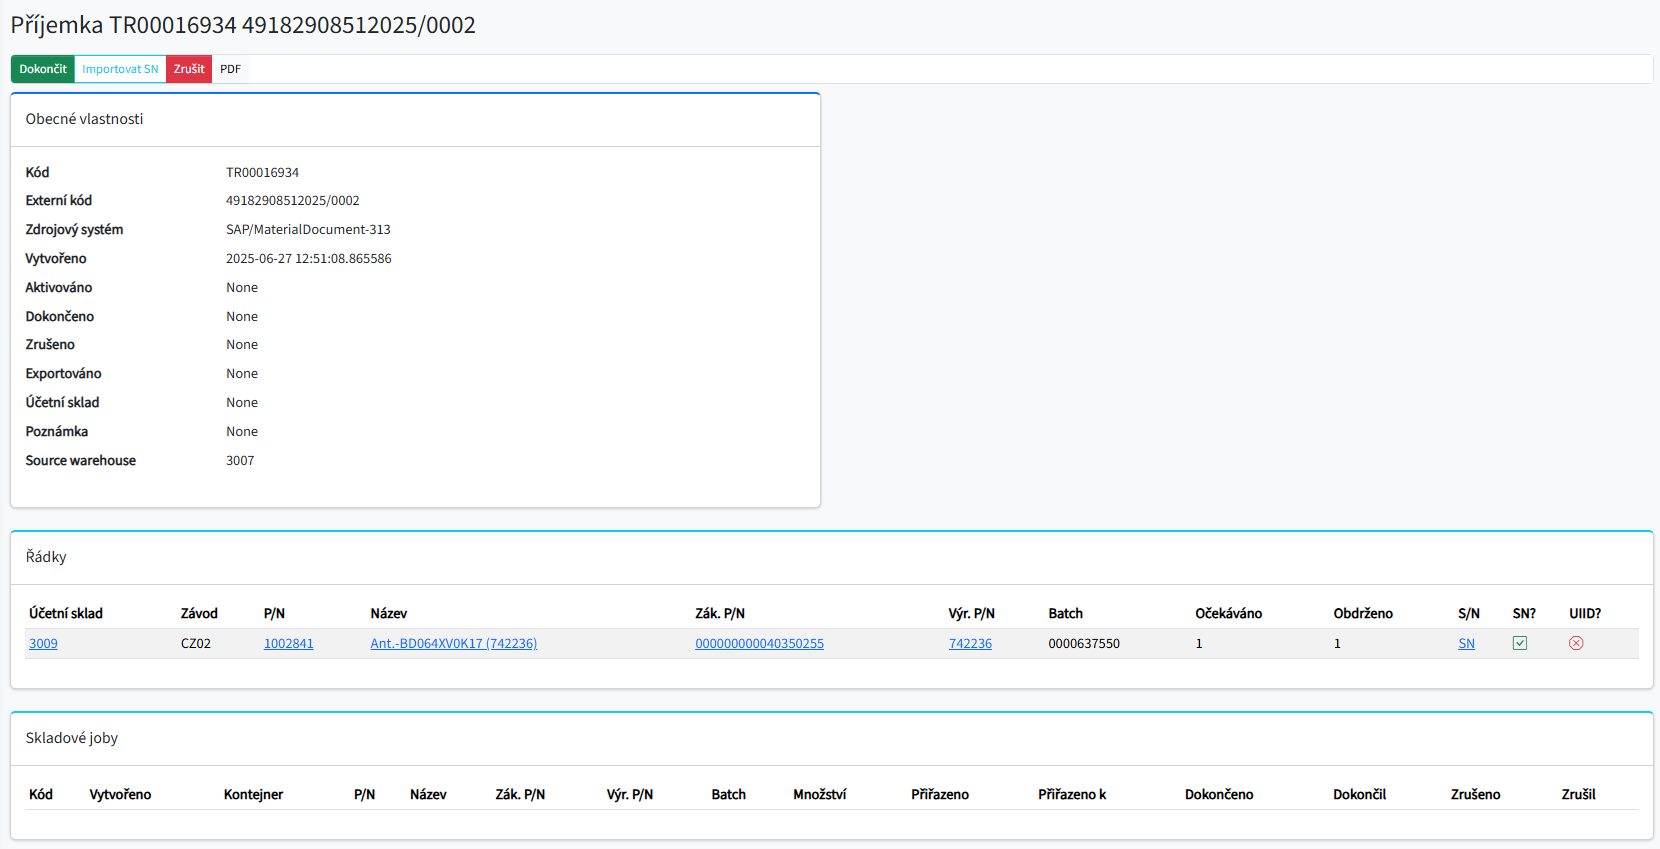 Příjemka TR00016934 49182908512025/0002
Dokončit Importovat SN Zrušit PDF
Obecné vlastnosti
Kód TR00016934
Externí kód 49182908512025/0002
Zdrojový systém SAP/MaterialDocument-313
Vytvořeno 2025-06-27 12:51:08.865586
Aktivováno None
Dokončeno None
Zrušeno None
Exportováno None
Účetní sklad None
Poznámka None
Source warehouse 3007
Řádky
Účetní sklad Závod P/N Název Zák. P/N Výr. P/N Batch Očekáváno Obdrženo S/N SN? UIID?
3009 CZ02 1002841 Ant.-BD064XV0K17 (742236) 000000000040350255 742236 0000637550 1 1 SN
Skladové joby
Kód Vytvořeno Kontejner P/N Název Zák. P/N Výr. P/N Batch Množství Přiřazeno Přiřazeno k Dokončeno Dokončil Zrušeno Zrušil